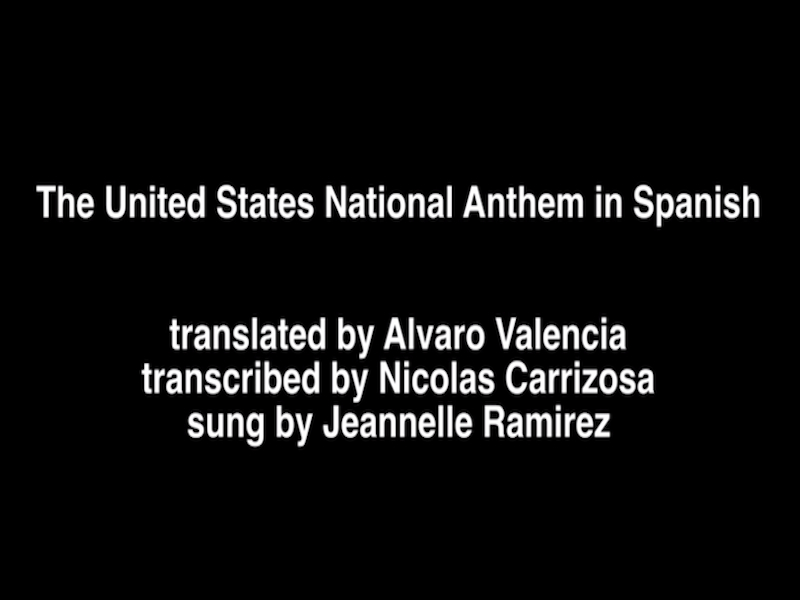 The United States National Anthem in Spanish
translated by Alvaro Valencia
transcribed by Nicolas Carrizosa
sung by Jeannelle Ramirez